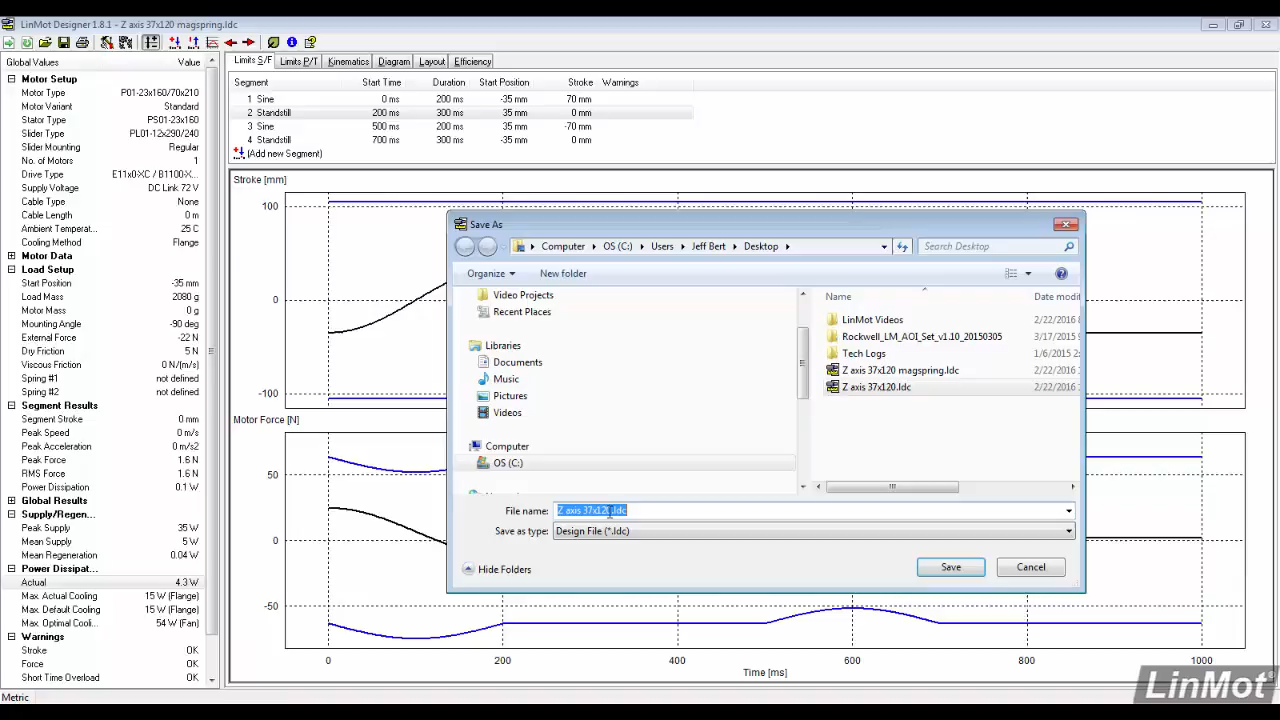 LinMot Designer 1.8.1 - Z axis 37x120 magspring.ldc
Global Values Value
Motor Setup
Motor Type P01-23x160/70x210
Motor Variant Standard
Stator Type PS01-23x160
Slider Type PL01-12x290/240
Slider Mounting Regular
No. of Motors 1
Drive Type E11x0-XC / B1100-X...
Supply Voltage DC Link 72 V
Cable Type None
Cable Length 0 m
Ambient Temperat... 25 C
Cooling Method Flange
Motor Data
Load Setup
Start Position -35 mm
Load Mass 2080 g
Motor Mass 0 g
Mounting Angle -90 deg
External Force -22 N
Dry Friction 5 N
Viscous Friction 0 N/(m/s)
Spring #1 not defined
Spring #2 not defined
Segment Results
Segment Stroke 0 mm
Peak Speed 0 m/s
Peak Acceleration 0 m/s2
Peak Force 1.6 N
RMS Force 1.6 N
Power Dissipation 0.1 W
Global Results
Supply/Regen...
Peak Supply 35 W
Mean Supply 5 W
Mean Regeneration 0.04 W
Power Dissipat...
Actual 4.3 W
Max. Actual Cooling 15 W (Flange)
Max. Default Cooling 15 W (Flange)
Max. Optimal Cooli... 54 W (Fan)
Warnings
Stroke OK
Force OK
Short Time Overload OK
Metric
Limits S/F Limits P/T Kinematics Diagram Layout Efficiency
Segment Start Time Duration Start Position Stroke Warnings
1 Sine 0 ms 200 ms -35 mm 70 mm
2 Standstill 200 ms 300 ms 35 mm 0 mm
3 Sine 500 ms 200 ms 35 mm -70 mm
4 Standstill 700 ms 300 ms -35 mm 0 mm
(Add new Segment)
Stroke [mm]
100
0
-100
Motor Force [N]
50
0
-50
0 200 400 600 800 1000
Time [ms]
Save As
Computer OS (C:) Users Jeff Bert Desktop Search Desktop
Organize New folder
Video Projects
Recent Places
Libraries
Documents
Music
Pictures
Videos
Computer
OS (C:)
Name Date modif
LinMot Videos 2/22/2016
Rockwell_LM_AOI_Set_v1.10_20150305 3/17/2015
Tech Logs 1/6/2015 2:
Z axis 37x120 magspring.ldc 2/22/2016
Z axis 37x120.ldc 2/22/2016
File name: Z axis 37x120.ldc
Save as type: Design File (*.ldc)
Hide Folders Save Cancel
LinMot®